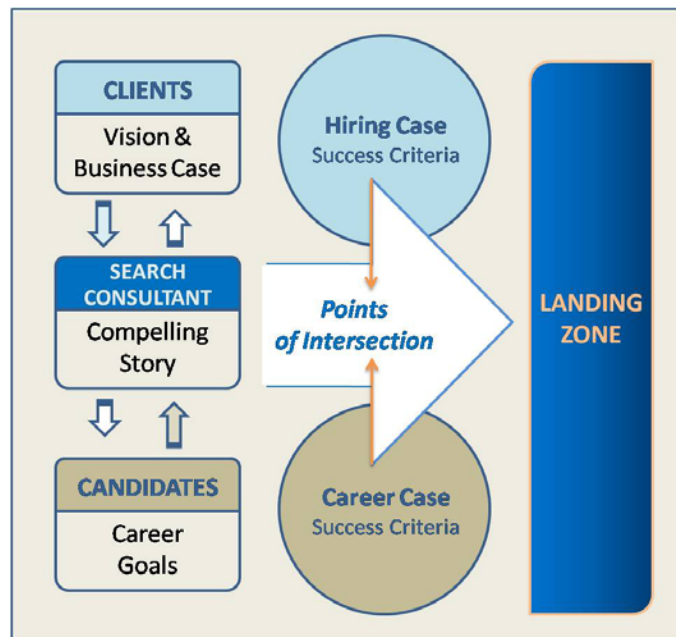 CLIENTS
Vision &
Business Case
SEARCH
CONSULTANT
Compelling
Story
CANDIDATES
Career
Goals
Hiring Case
Success Criteria
Points
of Intersection
Career Case
Success Criteria
LANDING
ZONE